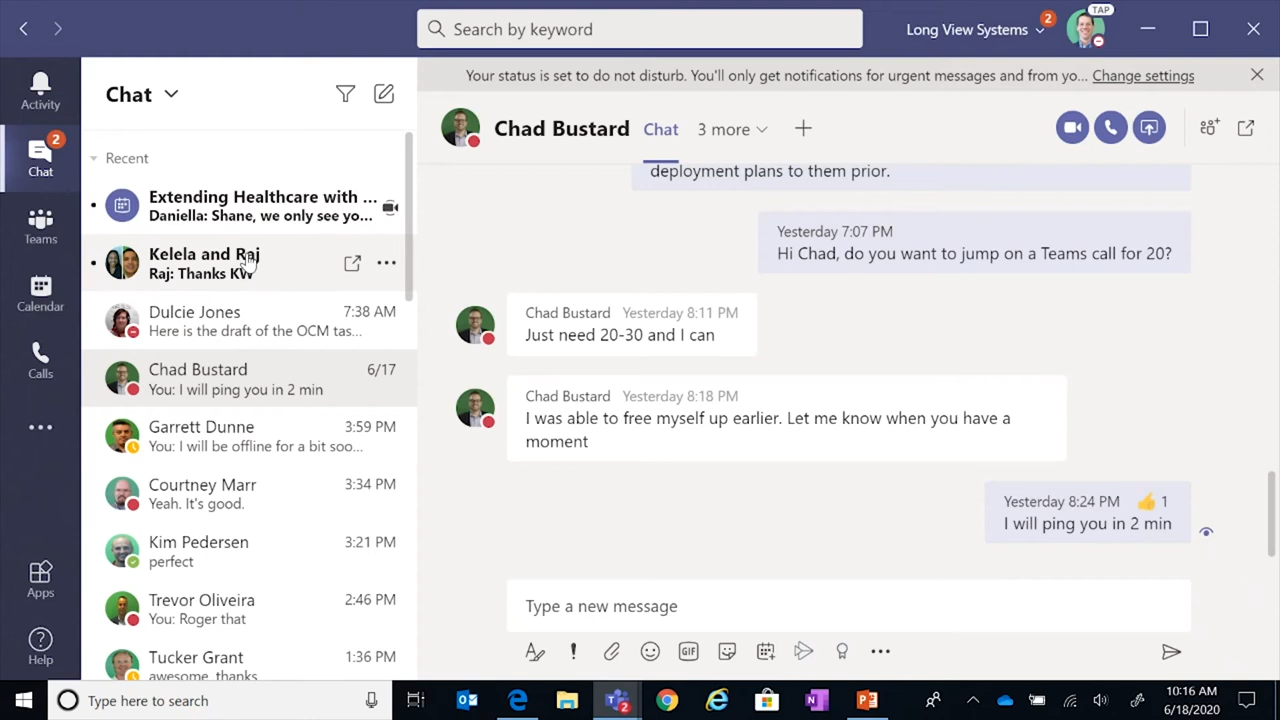 Search by keyword
Long View Systems
2
TAP
Activity
Chat
2
Teams
Calendar
Calls
Apps
Help
Chat
Recent
Extending Healthcare with ...
Daniella: Shane, we only see yo...
Kelela and Raj
Raj: Thanks KW
Dulcie Jones 7:38 AM
Here is the draft of the OCM tas...
Chad Bustard 6/17
You: I will ping you in 2 min
Garrett Dunne 3:59 PM
You: I will be offline for a bit soo...
Courtney Marr 3:34 PM
Yeah. It's good.
Kim Pedersen 3:21 PM
perfect
Trevor Oliveira 2:46 PM
You: Roger that
Tucker Grant 1:36 PM
awesome thanks
Your status is set to do not disturb. You'll only get notifications for urgent messages and from yo... Change settings
Chad Bustard Chat 3 more
deployment plans to them prior.
Yesterday 7:07 PM
Hi Chad, do you want to jump on a Teams call for 20?
Chad Bustard Yesterday 8:11 PM
Just need 20-30 and I can
Chad Bustard Yesterday 8:18 PM
I was able to free myself up earlier. Let me know when you have a
moment
Yesterday 8:24 PM 👍 1
I will ping you in 2 min
Type a new message
GIF
Type here to search
2
10:16 AM
6/18/2020